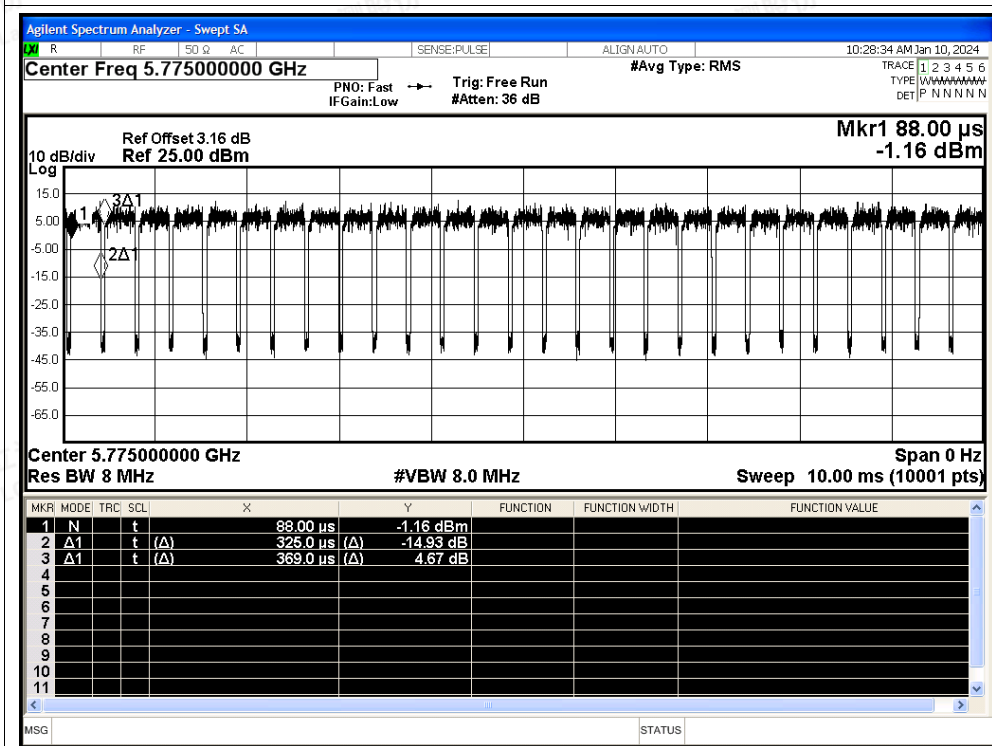 Agilent Spectrum Analyzer - Swept SA
LXI R RF 50 Ω AC SENSE:PULSE ALIGN AUTO 10:28:34 AM Jan 10, 2024
Center Freq 5.775000000 GHz #Avg Type: RMS TRACE 1 2 3 4 5 6
PNO: Fast Trig: Free Run TYPE WWWWWW
IFGain:Low #Atten: 36 dB DET P N N N N N
Mkr1 88.00 µs
Ref Offset 3.16 dB
10 dB/div Ref 25.00 dBm -1.16 dBm
Log
15.0
3Δ1
5.00
1
-5.00
2Δ1
-15.0
-25.0
-35.0
-45.0
-55.0
-65.0
Center 5.775000000 GHz Span 0 Hz
Res BW 8 MHz #VBW 8.0 MHz Sweep 10.00 ms (10001 pts)
MKR MODE TRC SCL X Y FUNCTION FUNCTION WIDTH FUNCTION VALUE
1 N t 88.00 µs -1.16 dBm
2 Δ1 t (Δ) 325.0 µs (Δ) -14.93 dB
3 Δ1 t (Δ) 369.0 µs (Δ) 4.67 dB
4
5
6
7
8
9
10
11
MSG STATUS